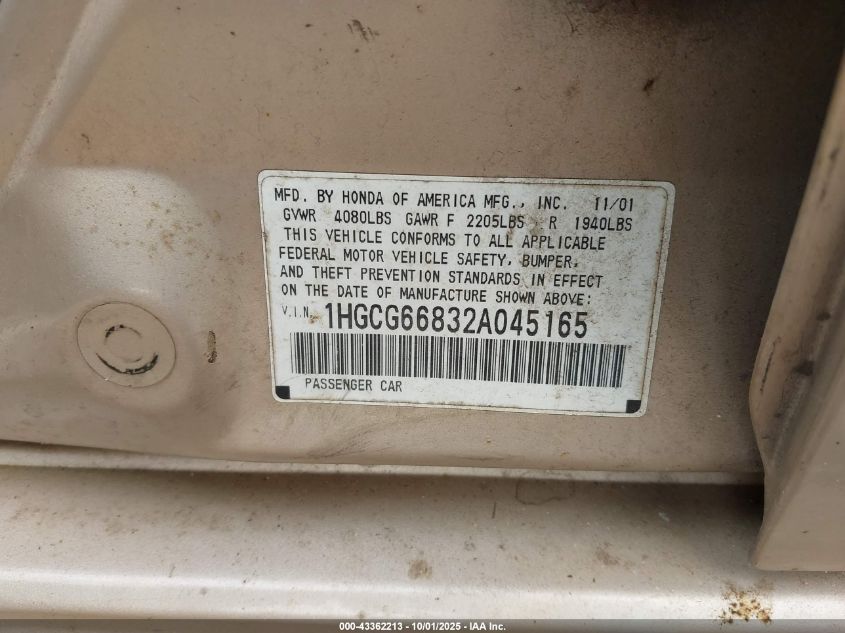 MFD. BY HONDA OF AMERICA MFG., INC. 11/01
GVWR 4080LBS GAWR F 2205LBS R 1940LBS
THIS VEHICLE CONFORMS TO ALL APPLICABLE
FEDERAL MOTOR VEHICLE SAFETY, BUMPER,
AND THEFT PREVENTION STANDARDS IN EFFECT
ON THE DATE OF MANUFACTURE SHOWN ABOVE:
V.I.N. 1HGCG66832A045165
PASSENGER CAR
000-43362213 - 10/01/2025 - IAA Inc.